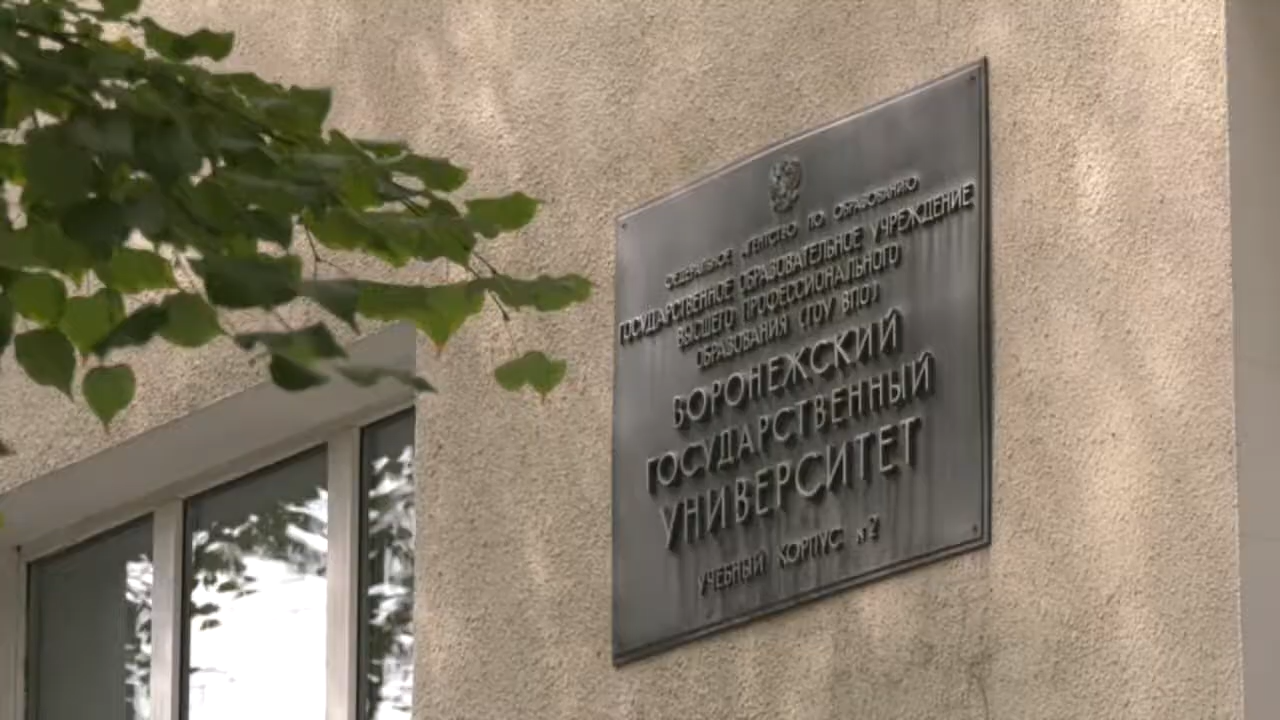 ФЕДЕРАЛЬНОЕ АГЕНТСТВО ПО ОБРАЗОВАНИЮ
ГОСУДАРСТВЕННОЕ ОБРАЗОВАТЕЛЬНОЕ УЧРЕЖДЕНИЕ
ВЫСШЕГО ПРОФЕССИОНАЛЬНОГО
ОБРАЗОВАНИЯ (ГОУ ВПО)
ВОРОНЕЖСКИЙ
ГОСУДАРСТВЕННЫЙ
УНИВЕРСИТЕТ
УЧЕБНЫЙ КОРПУС №2